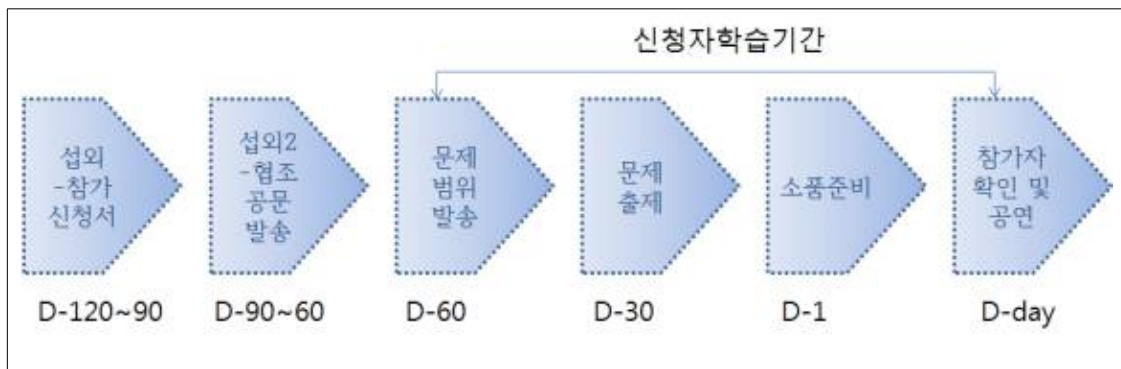 신청자학습기간
섭외
-참가
신청서
섭외2
-협조
공문
발송
문제
범위
발송
문제
출제
소품준비
참가자
확인 및
공연
D-120~90
D-90~60
D-60
D-30
D-1
D-day